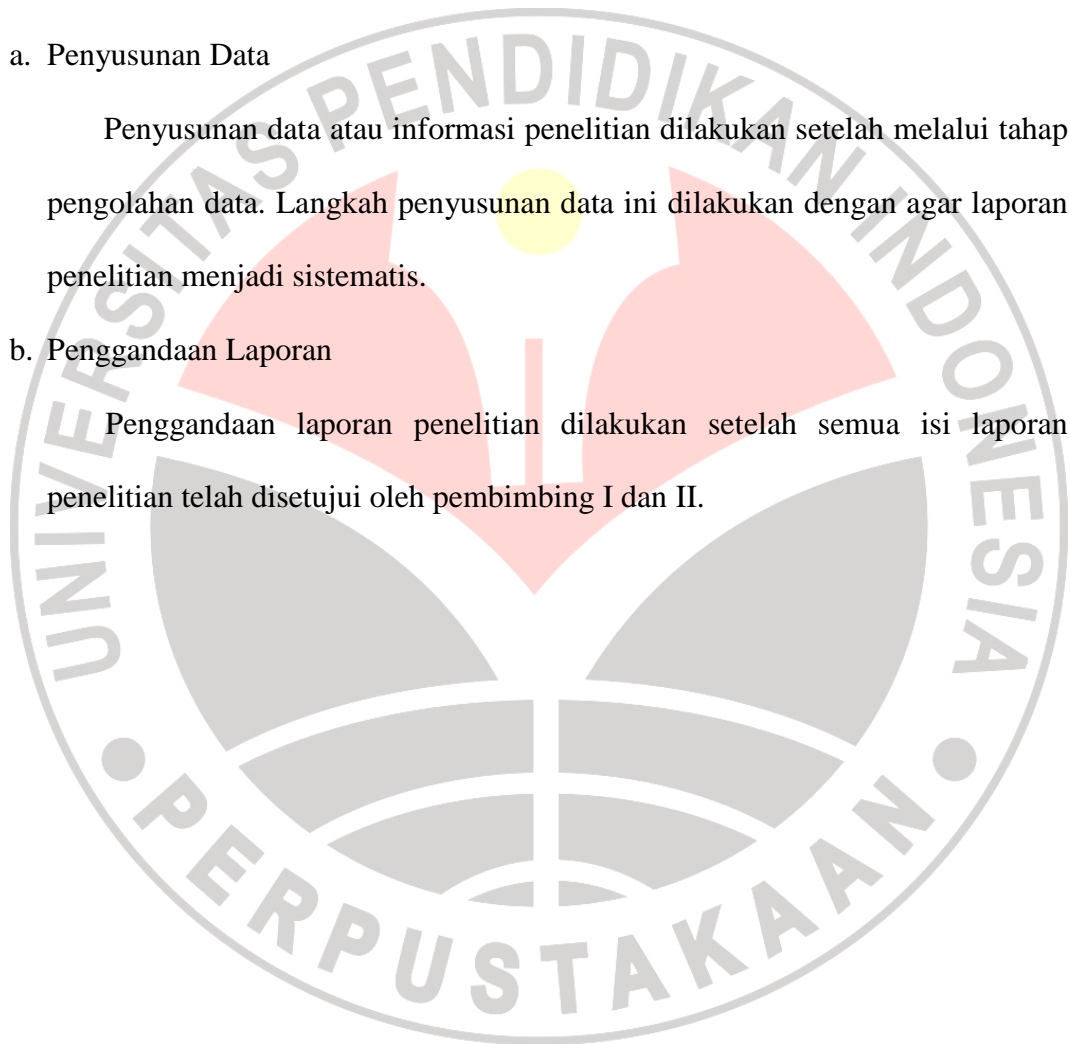 a. Penyusunan Data
Penyusunan data atau informasi penelitian dilakukan setelah melalui tahap
pengolahan data. Langkah penyusunan data ini dilakukan dengan agar laporan
penelitian menjadi sistematis.
b. Penggandaan Laporan
Penggandaan laporan penelitian dilakukan setelah semua isi laporan
penelitian telah disetujui oleh pembimbing I dan II.
UNIVERSITAS PENDIDIKAN INDONESIA
PERPUSTAKAAN